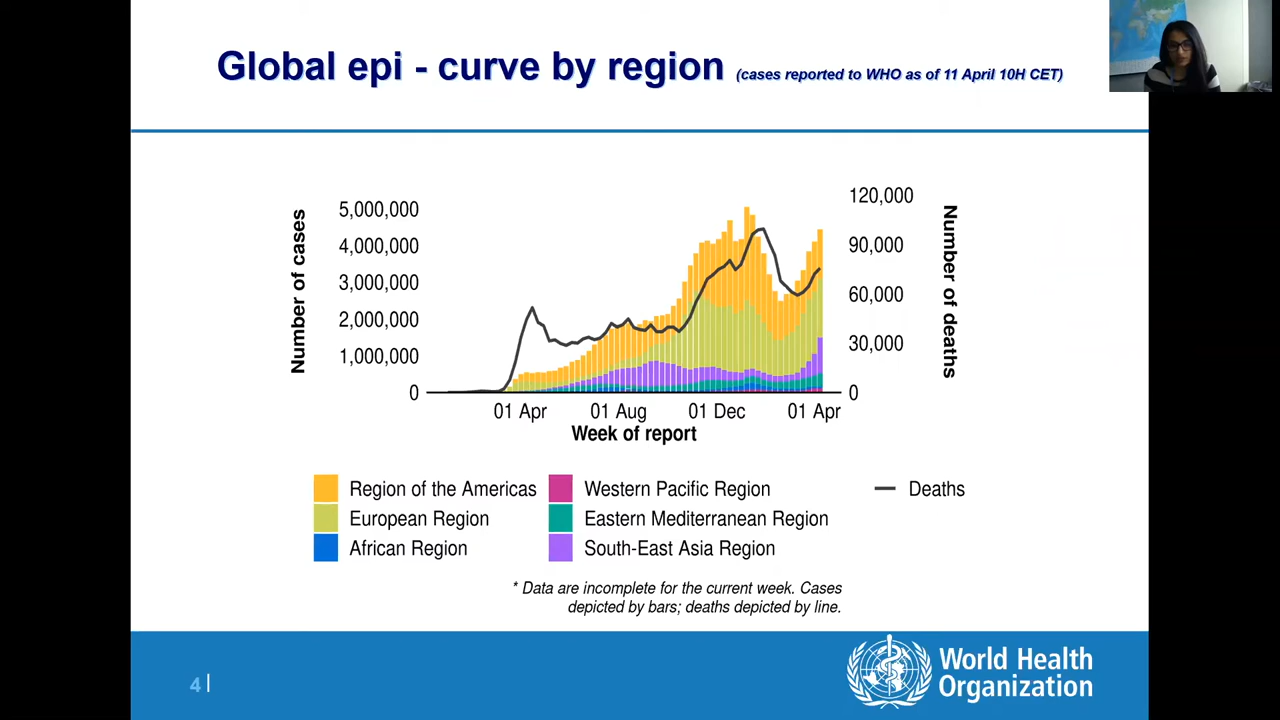 Global epi - curve by region (cases reported to WHO as of 11 April 10H CET)
Number of cases
5,000,000
4,000,000
3,000,000
2,000,000
1,000,000
0
120,000
90,000
60,000
30,000
0
Number of deaths
01 Apr 01 Aug 01 Dec 01 Apr
Week of report
Region of the Americas Western Pacific Region Deaths
European Region Eastern Mediterranean Region
African Region South-East Asia Region
* Data are incomplete for the current week. Cases
depicted by bars; deaths depicted by line.
4 |
World Health
Organization